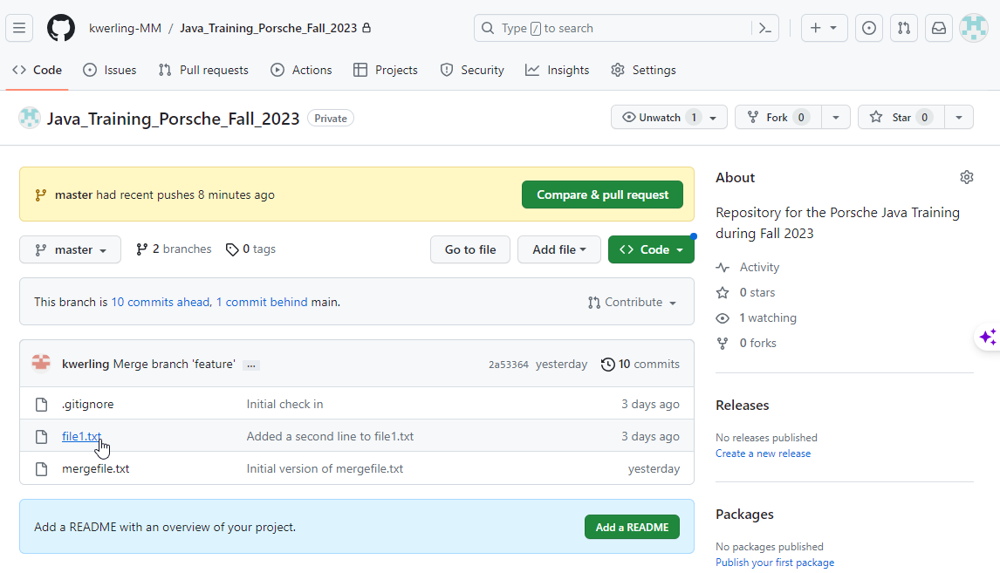 kwerling-MM / Java_Training_Porsche_Fall_2023
Type / to search
Code Issues Pull requests Actions Projects Security Insights Settings
Java_Training_Porsche_Fall_2023 Private
Unwatch 1 Fork 0 Star 0
master had recent pushes 8 minutes ago Compare & pull request
master 2 branches 0 tags Go to file Add file Code
This branch is 10 commits ahead, 1 commit behind main. Contribute
kwerling Merge branch 'feature' ... 2a53364 yesterday 10 commits
.gitignore Initial check in 3 days ago
file1.txt Added a second line to file1.txt 3 days ago
mergefile.txt Initial version of mergefile.txt yesterday
Add a README with an overview of your project. Add a README
About
Repository for the Porsche Java Training
during Fall 2023
Activity
0 stars
1 watching
0 forks
Releases
No releases published
Create a new release
Packages
No packages published
Publish your first package